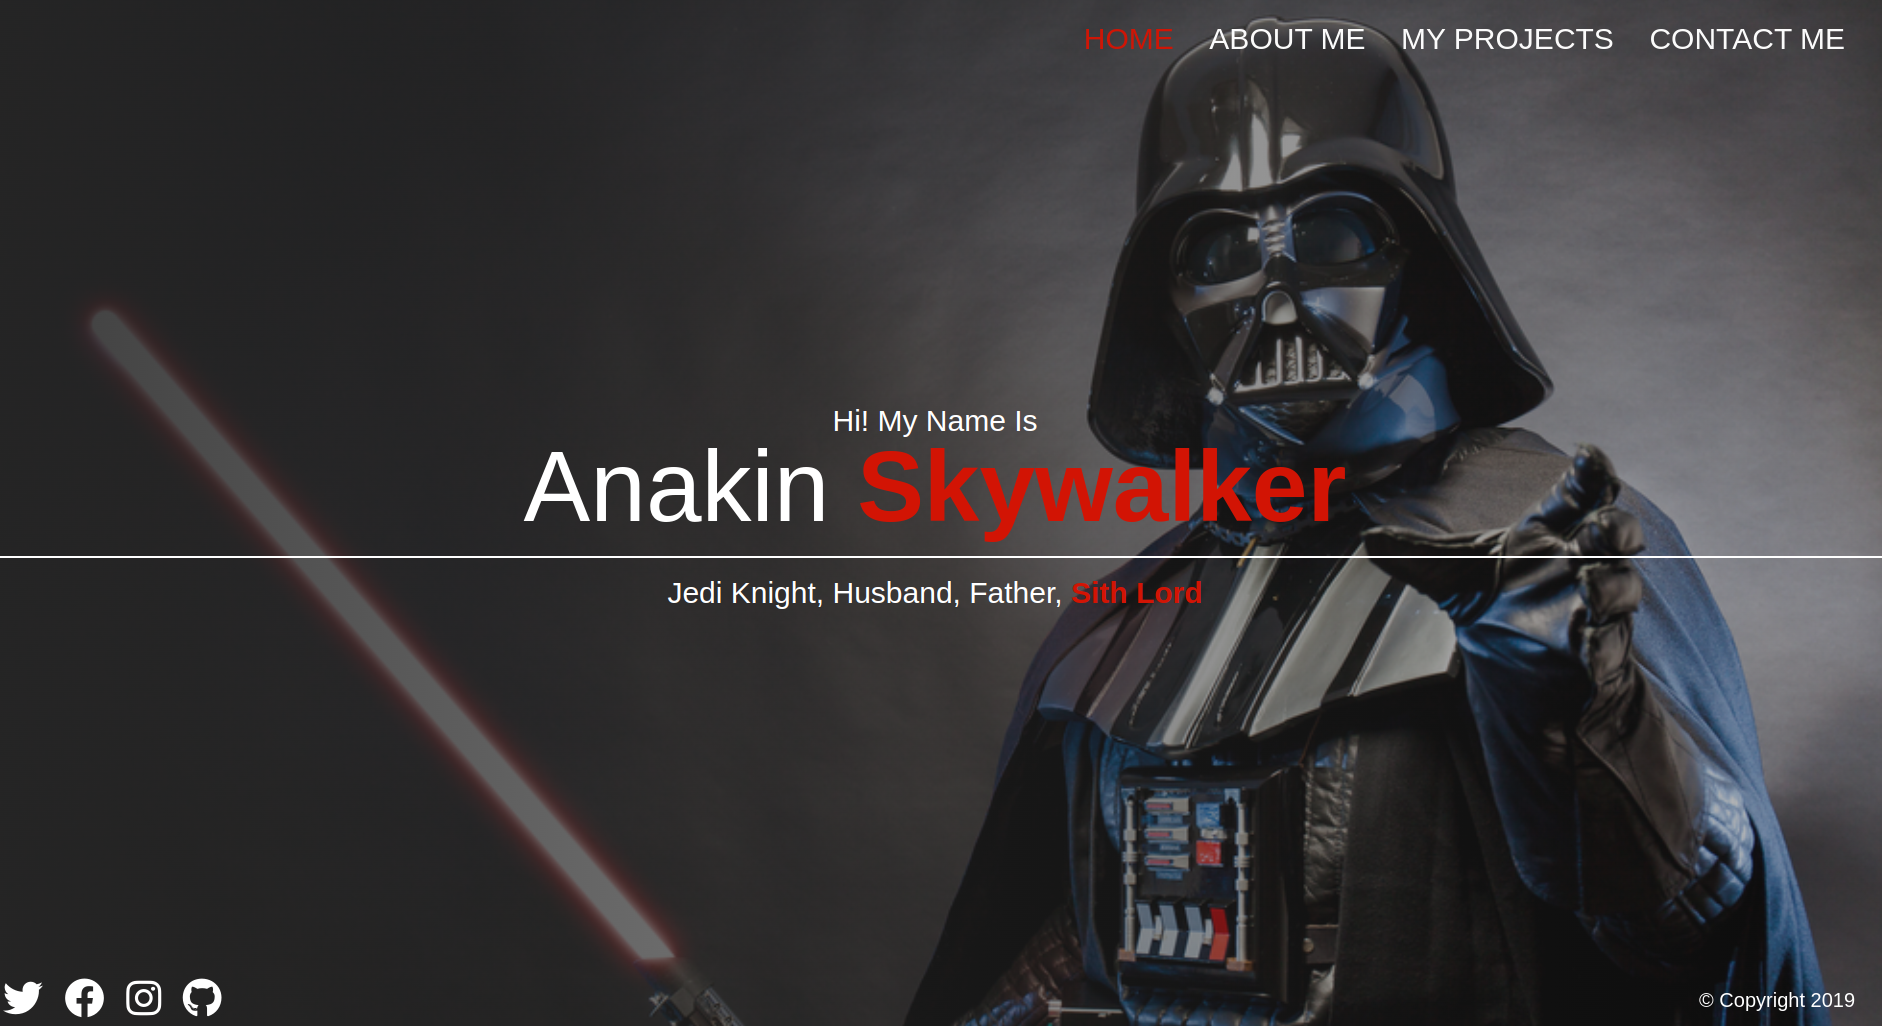 HOME ABOUT ME MY PROJECTS CONTACT ME
Hi! My Name Is
Anakin Skywalker
Jedi Knight, Husband, Father, Sith Lord
© Copyright 2019